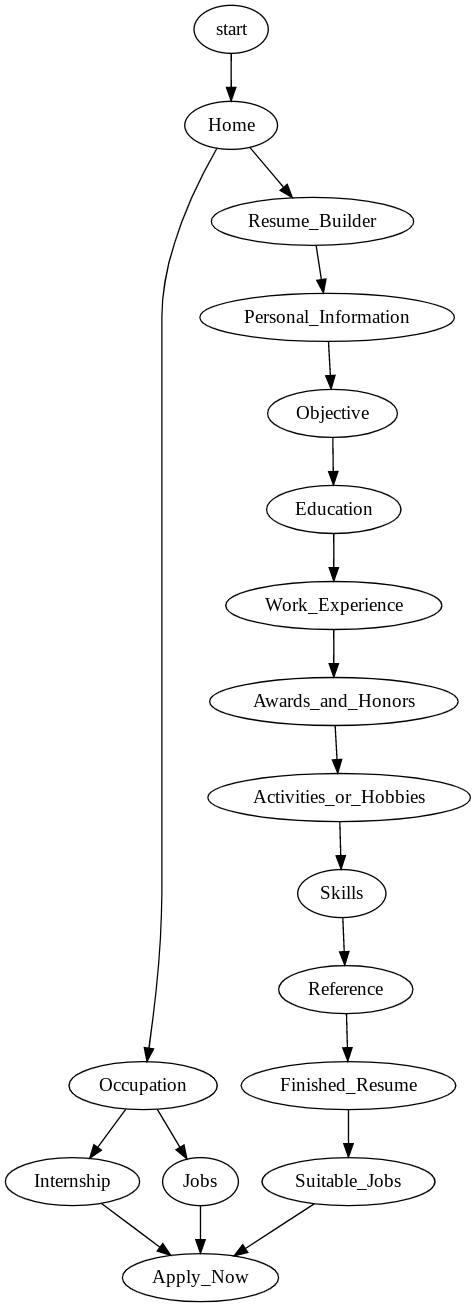 start
Home
Resume_Builder
Personal_Information
Objective
Education
Work_Experience
Awards_and_Honors
Activities_or_Hobbies
Skills
Reference
Occupation
Finished_Resume
Internship
Jobs
Suitable_Jobs
Apply_Now